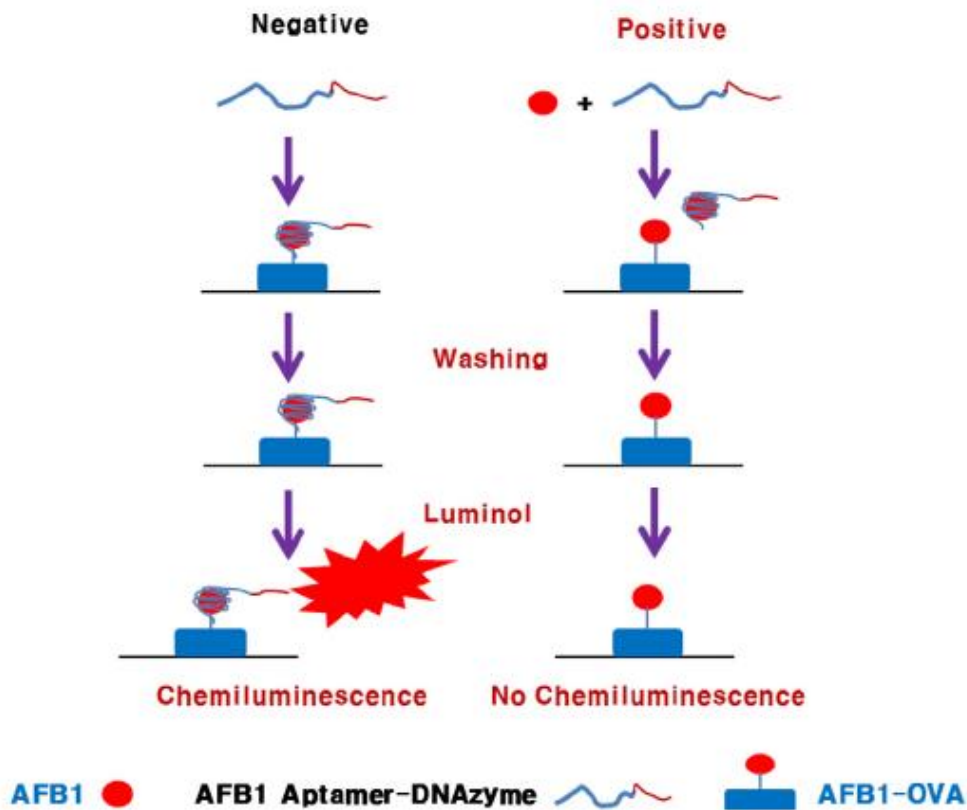 Negative
Positive
+
Washing
Luminol
Chemiluminescence
No Chemiluminescence
AFB1
AFB1 Aptamer-DNAzyme
AFB1-OVA